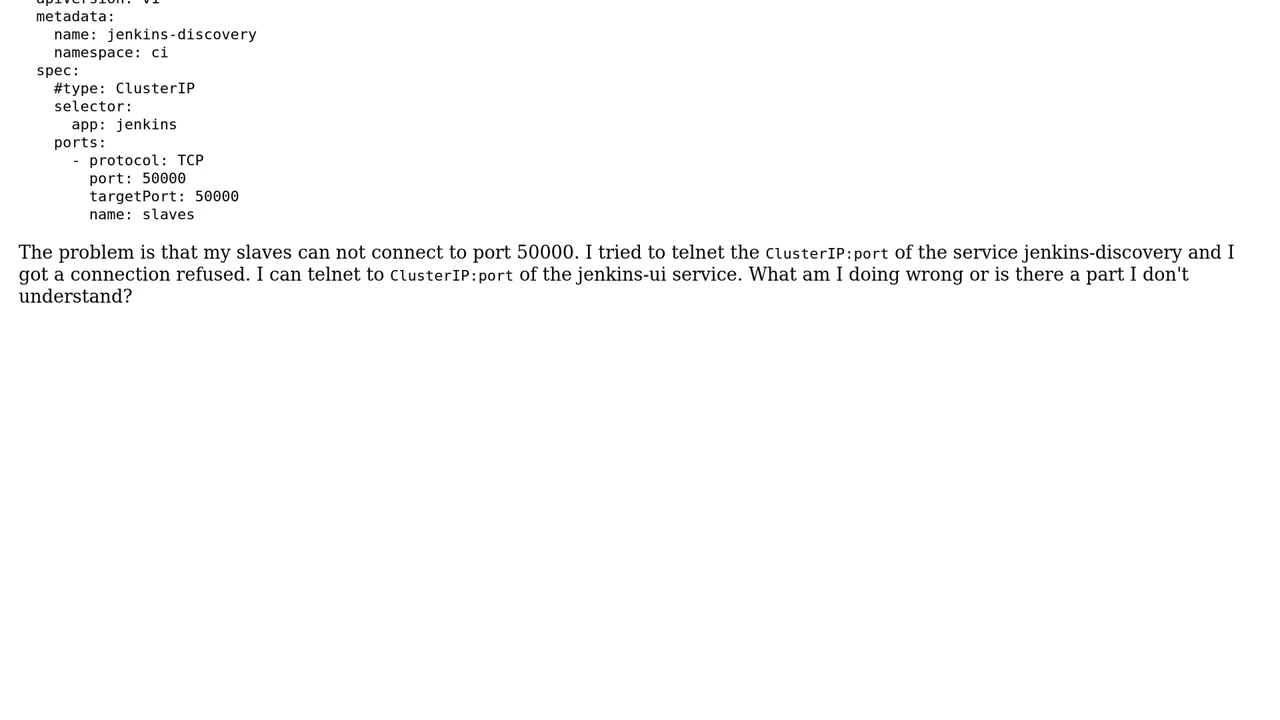 apiVersion: v1
metadata:
  name: jenkins-discovery
  namespace: ci
spec:
  #type: ClusterIP
  selector:
    app: jenkins
  ports:
    - protocol: TCP
      port: 50000
      targetPort: 50000
      name: slaves
The problem is that my slaves can not connect to port 50000. I tried to telnet the ClusterIP:port of the service jenkins-discovery and I
got a connection refused. I can telnet to ClusterIP:port of the jenkins-ui service. What am I doing wrong or is there a part I don't
understand?